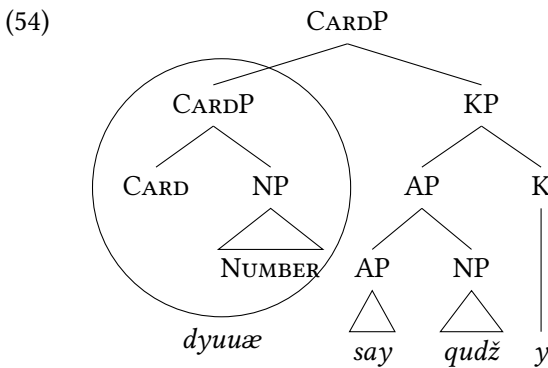 (54) CARDP
CARDP KP
CARD NP AP K
NUMBER AP NP
dyuuæ say qudž y